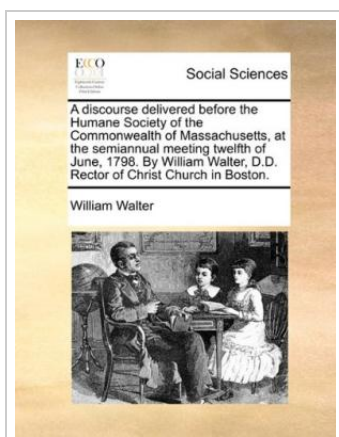 ECCO
Social Sciences
A discourse delivered before the
Humane Society of the
Commonwealth of Massachusetts, at
the semiannual meeting twelfth of
June, 1798. By William Walter, D.D.
Rector of Christ Church in Boston.
William Walter